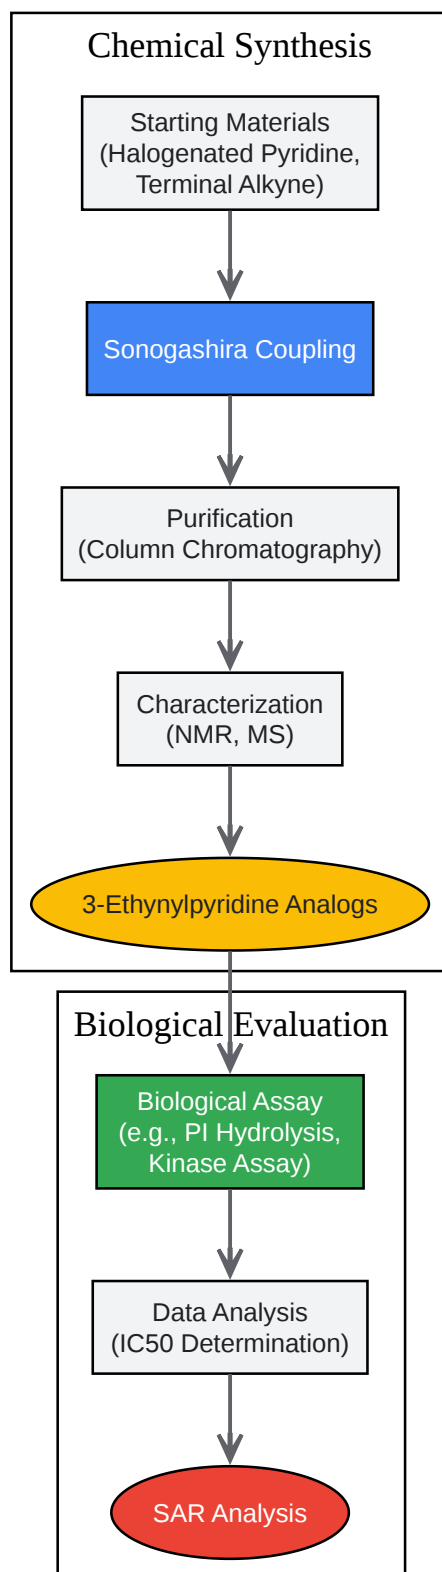 Chemical Synthesis
Starting Materials
(Halogenated Pyridine,
Terminal Alkyne)
Sonogashira Coupling
Purification
(Column Chromatography)
Characterization
(NMR, MS)
3-Ethynylpyridine Analogs
Biological Evaluation
Biological Assay
(e.g., PI Hydrolysis,
Kinase Assay)
Data Analysis
(IC50 Determination)
SAR Analysis